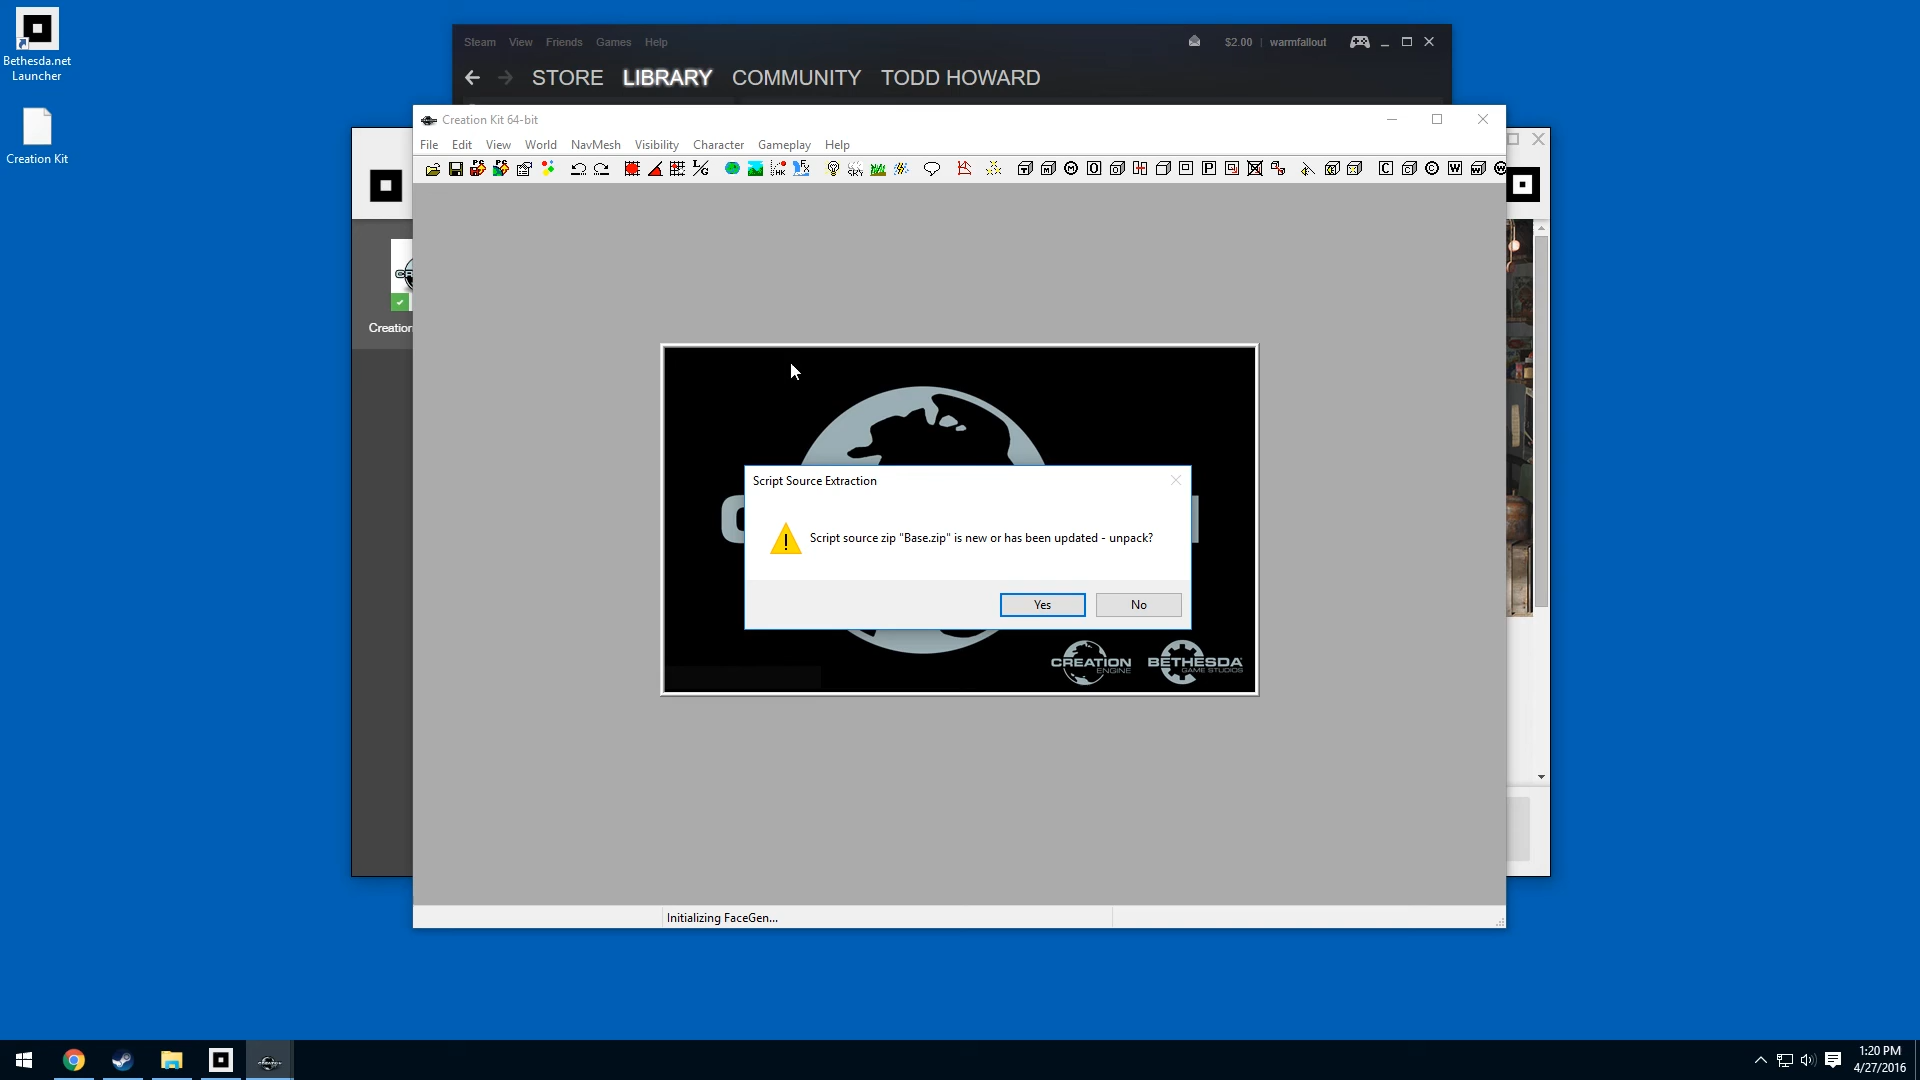 Bethesda.net
Launcher
Creation Kit
Steam View Friends Games Help
$2.00 | warmfallout
STORE LIBRARY COMMUNITY TODD HOWARD
Creation Kit 64-bit
File Edit View World NavMesh Visibility Character Gameplay Help
Creation
Script Source Extraction
Script source zip "Base.zip" is new or has been updated - unpack?
Yes No
CREATION
ENGINE
BETHESDA
GAME STUDIOS
Initializing FaceGen...
1:20 PM
4/27/2016